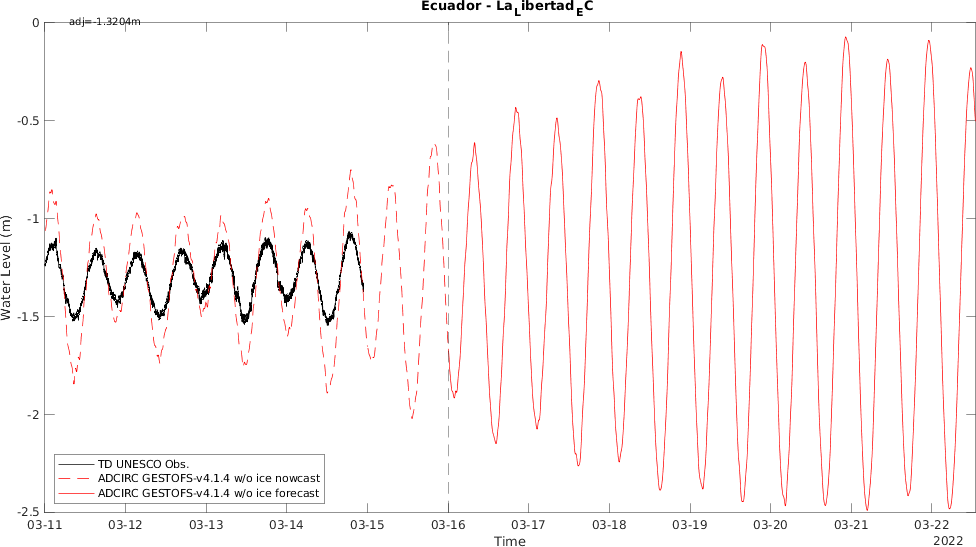 Ecuador - LaLibertadEC
adj=-1.3204m
0
-0.5
-1
-1.5
-2
-2.5
Water Level (m)
TD UNESCO Obs.
ADCIRC GESTOFS-v4.1.4 w/o ice nowcast
ADCIRC GESTOFS-v4.1.4 w/o ice forecast
03-11 03-12 03-13 03-14 03-15 03-16 03-17 03-18 03-19 03-20 03-21 03-22
Time
2022